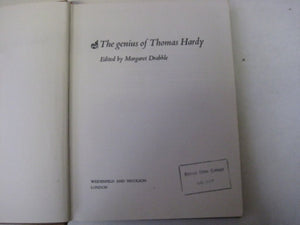 The genius of Thomas Hardy
Edited by Margaret Drabble
WEIDENFELD AND NICOLSON
LONDON